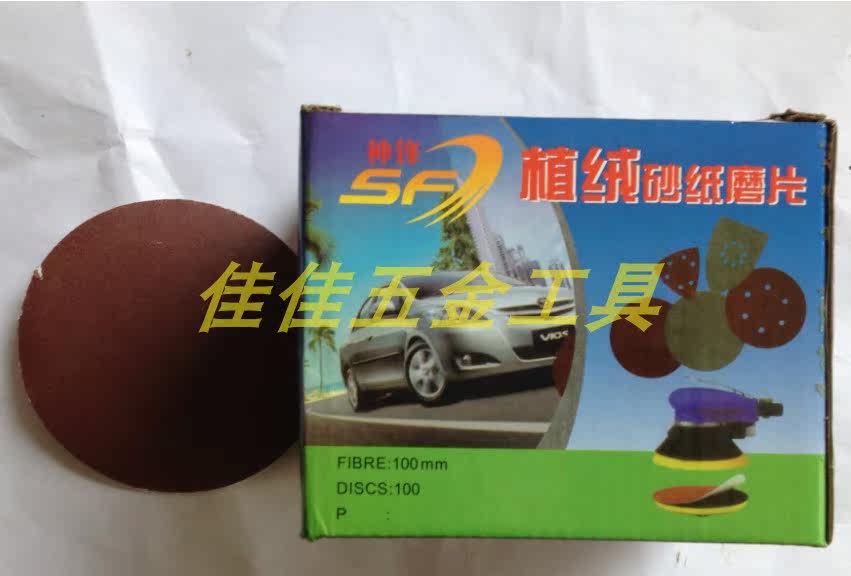 神锋
SF
植绒砂纸磨片
佳佳五金工具
VIOS
FIBRE:100mm
DISCS:100
P :